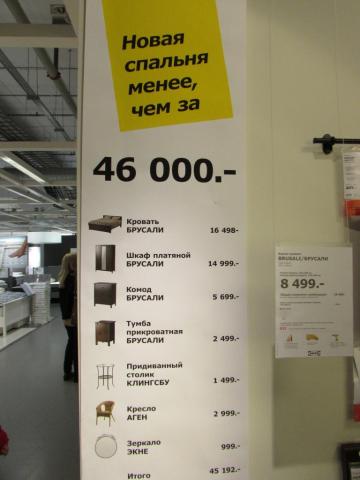 Новая
спальня
менее,
чем за
46 000.-
Кровать
БРУСАЛИ 16 498-
Шкаф платяной
БРУСАЛИ 14 999.-
Комод
БРУСАЛИ 5 699.-
Тумба
прикроватная
БРУСАЛИ 2 499.-
Придиванный
столик
КЛИНГСБУ 1 499.-
Кресло
АГЕН 2 999.-
Зеркало
ЭКНЕ 999.-
Итого 45 192.-
BRUSALI/БРУСАЛИ
8 499.-
IKEA